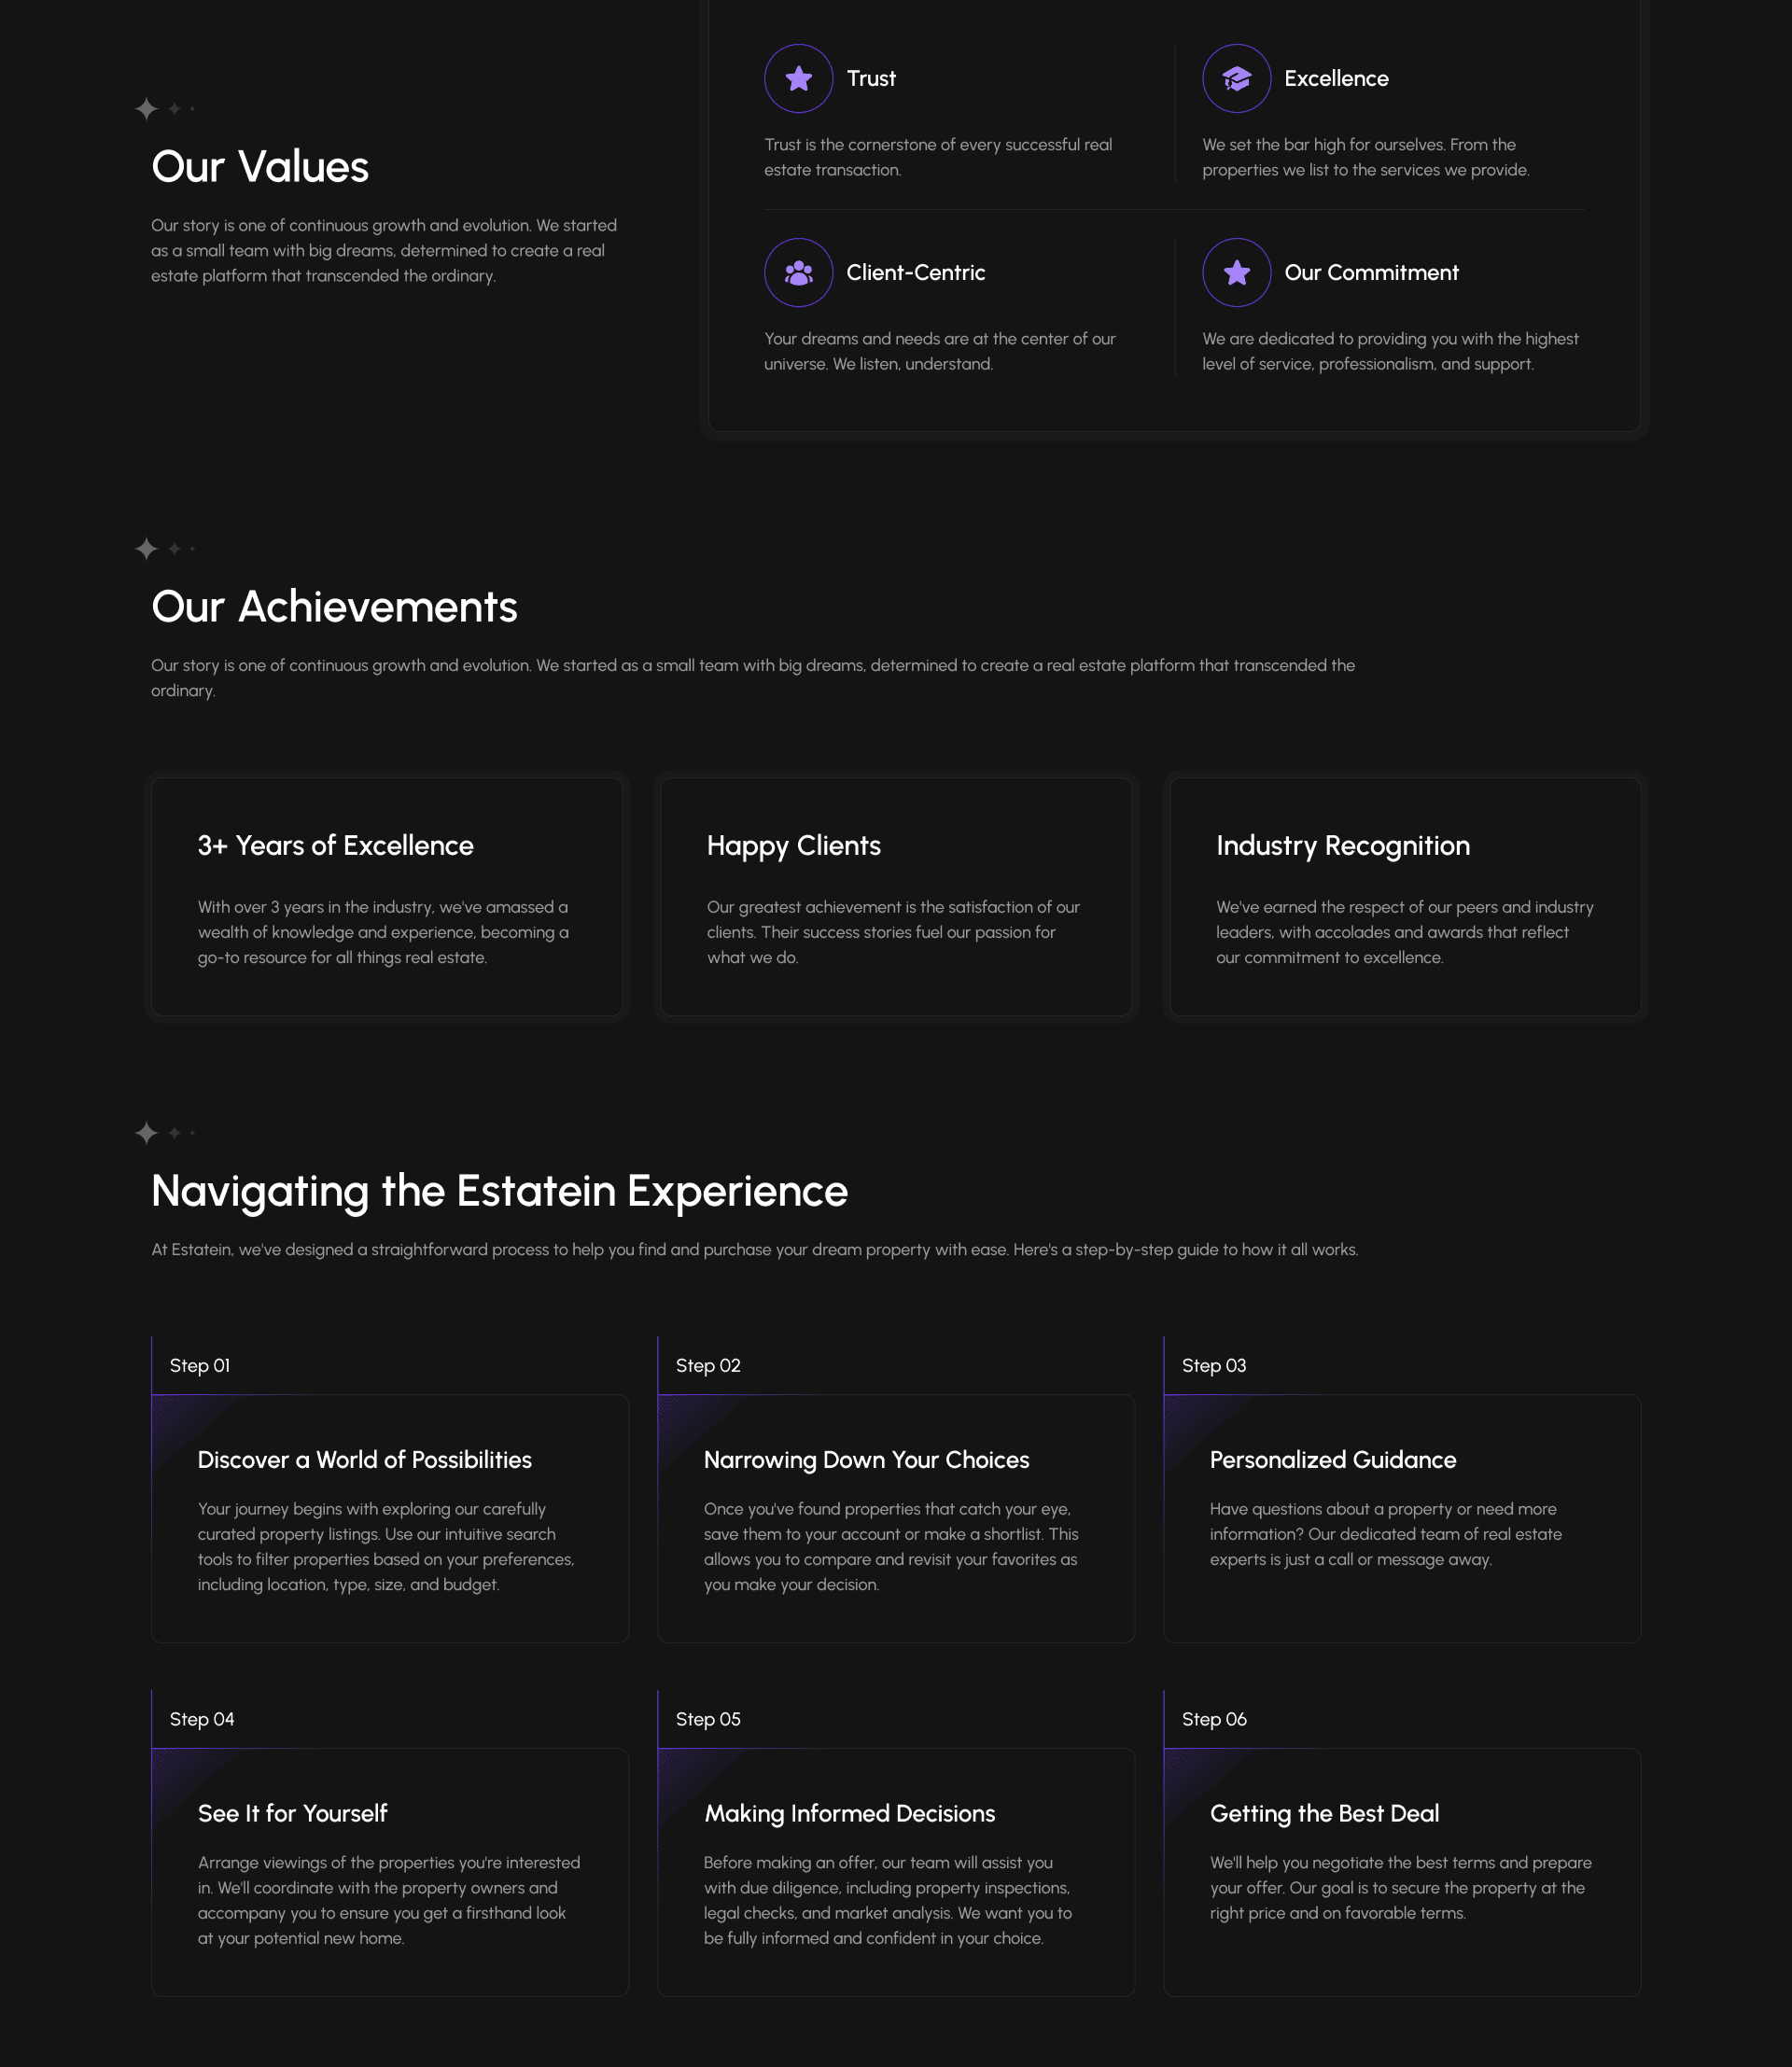 Our Values
Our story is one of continuous growth and evolution. We started
as a small team with big dreams, determined to create a real
estate platform that transcended the ordinary.
Trust
Trust is the cornerstone of every successful real
estate transaction.
Excellence
We set the bar high for ourselves. From the
properties we list to the services we provide.
Client-Centric
Your dreams and needs are at the center of our
universe. We listen, understand.
Our Commitment
We are dedicated to providing you with the highest
level of service, professionalism, and support.
Our Achievements
Our story is one of continuous growth and evolution. We started as a small team with big dreams, determined to create a real estate platform that transcended the
ordinary.
3+ Years of Excellence
With over 3 years in the industry, we've amassed a
wealth of knowledge and experience, becoming a
go-to resource for all things real estate.
Happy Clients
Our greatest achievement is the satisfaction of our
clients. Their success stories fuel our passion for
what we do.
Industry Recognition
We've earned the respect of our peers and industry
leaders, with accolades and awards that reflect
our commitment to excellence.
Navigating the Estatein Experience
At Estatein, we've designed a straightforward process to help you find and purchase your dream property with ease. Here's a step-by-step guide to how it all works.
Step 01
Discover a World of Possibilities
Your journey begins with exploring our carefully
curated property listings. Use our intuitive search
tools to filter properties based on your preferences,
including location, type, size, and budget.
Step 02
Narrowing Down Your Choices
Once you've found properties that catch your eye,
save them to your account or make a shortlist. This
allows you to compare and revisit your favorites as
you make your decision.
Step 03
Personalized Guidance
Have questions about a property or need more
information? Our dedicated team of real estate
experts is just a call or message away.
Step 04
See It for Yourself
Arrange viewings of the properties you're interested
in. We'll coordinate with the property owners and
accompany you to ensure you get a firsthand look
at your potential new home.
Step 05
Making Informed Decisions
Before making an offer, our team will assist you
with due diligence, including property inspections,
legal checks, and market analysis. We want you to
be fully informed and confident in your choice.
Step 06
Getting the Best Deal
We'll help you negotiate the best terms and prepare
your offer. Our goal is to secure the property at the
right price and on favorable terms.